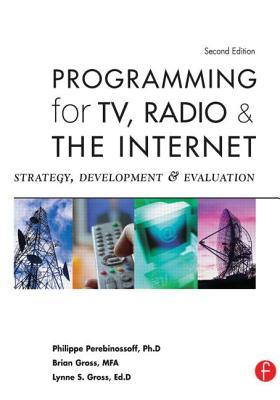 Second Edition
PROGRAMMING
for TV, RADIO &
THE INTERNET
STRATEGY, DEVELOPMENT & EVALUATION
Philippe Perebinossoff, Ph.D
Brian Gross, MFA
Lynne S. Gross, Ed.D